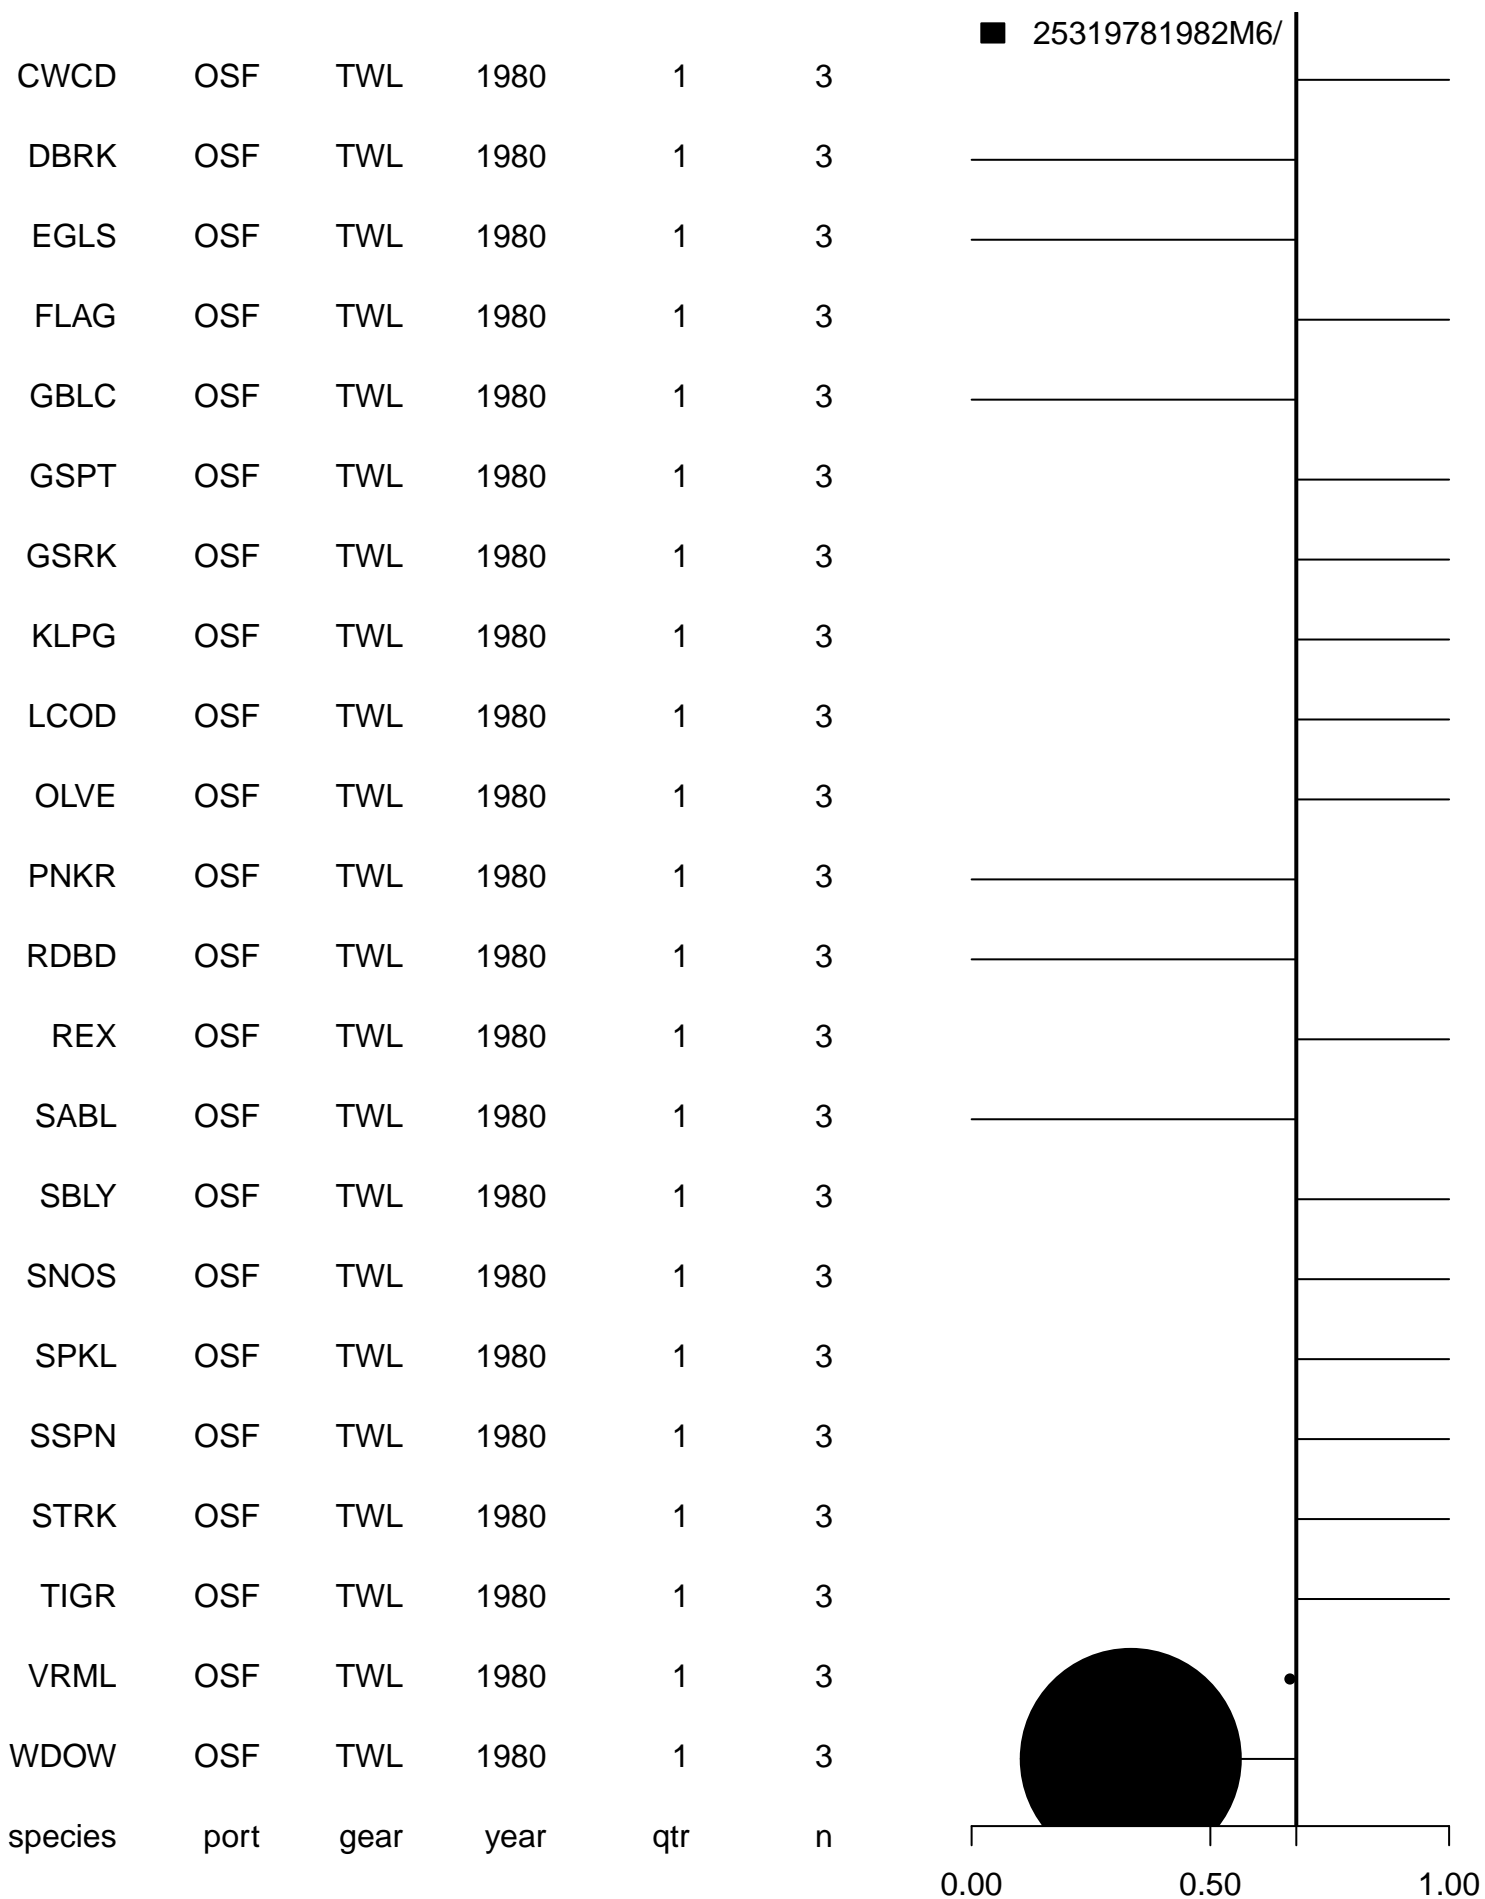 25319781982M6/
CWCD OSF TWL 1980 1 3
DBRK OSF TWL 1980 1 3
EGLS OSF TWL 1980 1 3
FLAG OSF TWL 1980 1 3
GBLC OSF TWL 1980 1 3
GSPT OSF TWL 1980 1 3
GSRK OSF TWL 1980 1 3
KLPG OSF TWL 1980 1 3
LCOD OSF TWL 1980 1 3
OLVE OSF TWL 1980 1 3
PNKR OSF TWL 1980 1 3
RDBD OSF TWL 1980 1 3
REX OSF TWL 1980 1 3
SABL OSF TWL 1980 1 3
SBLY OSF TWL 1980 1 3
SNOS OSF TWL 1980 1 3
SPKL OSF TWL 1980 1 3
SSPN OSF TWL 1980 1 3
STRK OSF TWL 1980 1 3
TIGR OSF TWL 1980 1 3
VRML OSF TWL 1980 1 3
WDOW OSF TWL 1980 1 3
species port gear year qtr n
0.00 0.50 1.00